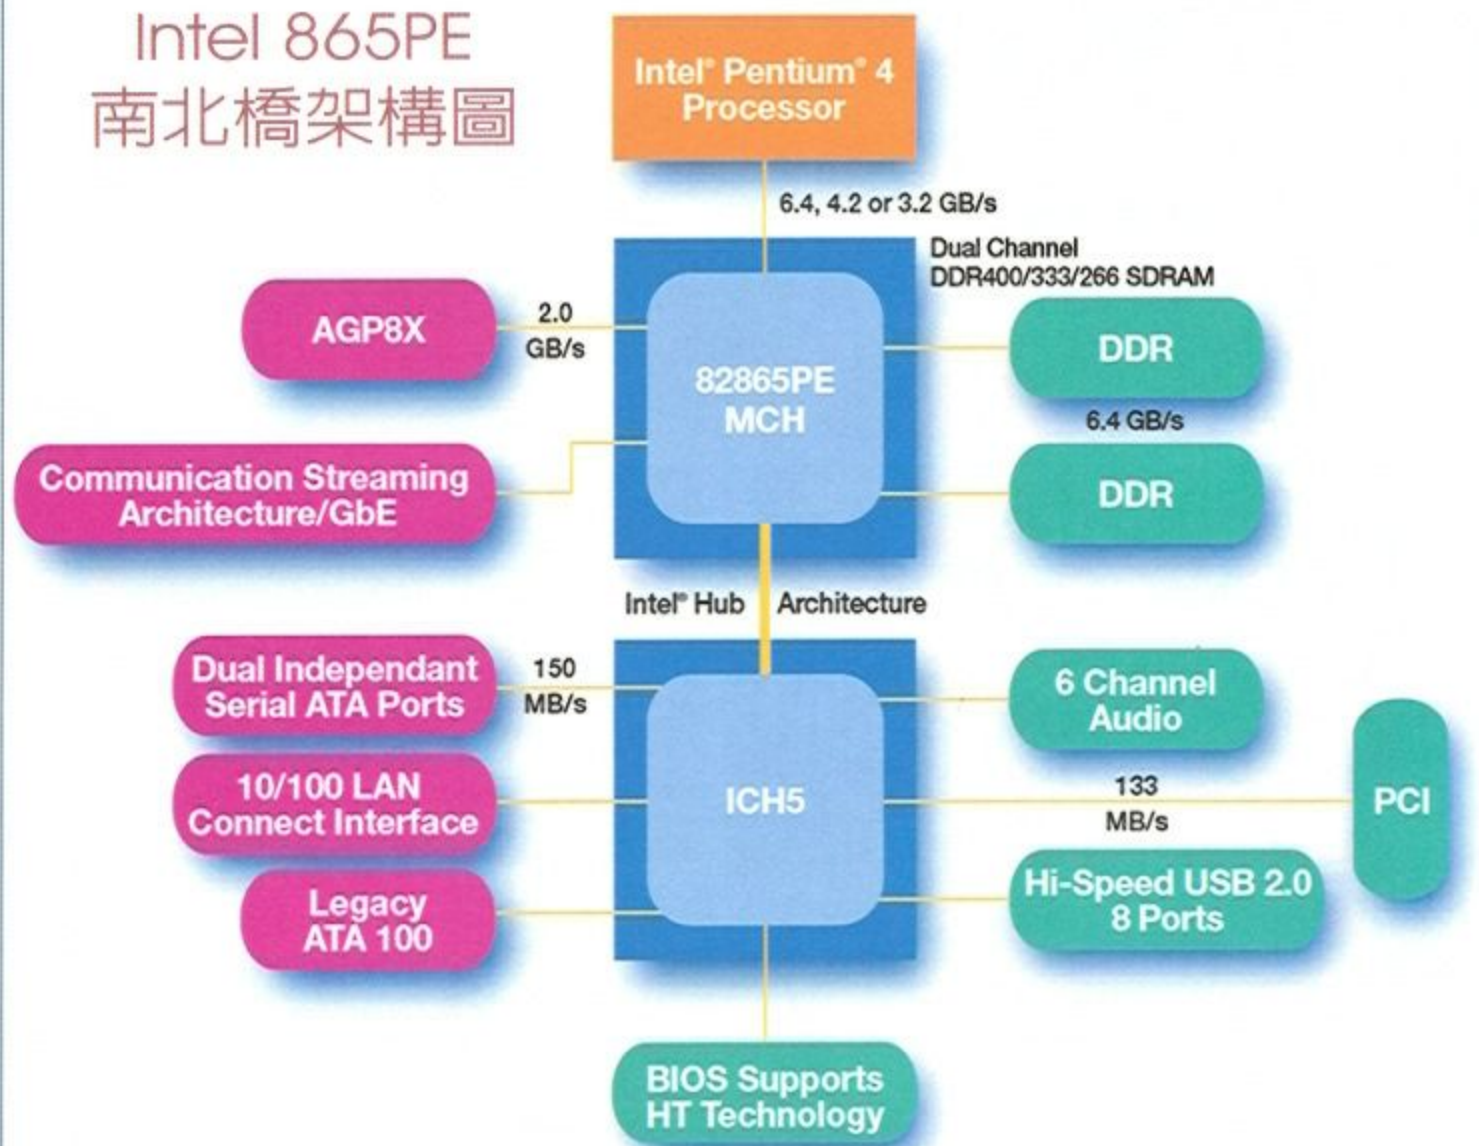 Intel 865PE
南北橋架構圖
Intel® Pentium® 4
Processor
6.4, 4.2 or 3.2 GB/s
Dual Channel
DDR400/333/266 SDRAM
AGP8X
2.0
GB/s
82865PE
MCH
DDR
6.4 GB/s
DDR
Communication Streaming
Architecture/GbE
Intel® Hub Architecture
Dual Independant
Serial ATA Ports
150
MB/s
6 Channel
Audio
10/100 LAN
Connect Interface
ICH5
133
MB/s
PCI
Legacy
ATA 100
Hi-Speed USB 2.0
8 Ports
BIOS Supports
HT Technology